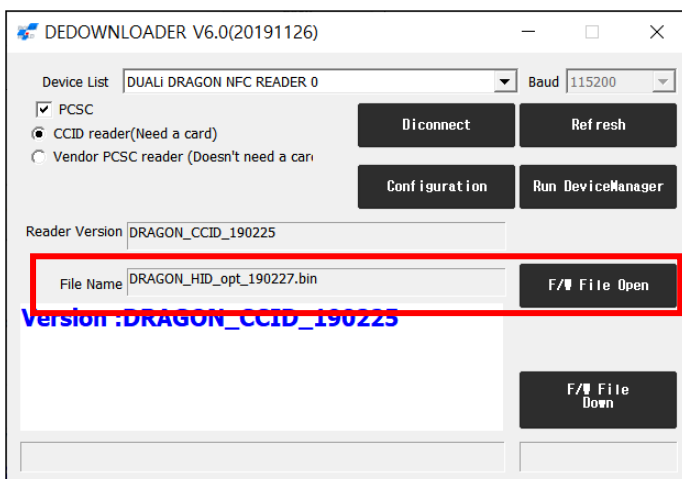 DEDOWNLOADER V6.0(20191126)
Device List DUALi DRAGON NFC READER 0 Baud 115200
PCSC
CCID reader(Need a card)
Diconnect Refresh
Vendor PCSC reader (Doesn't need a car
Configuration Run DeviceManager
Reader Version DRAGON_CCID_190225
File Name DRAGON_HID_opt_190227.bin F/W File Open
Version :DRAGON_CCID_190225
F/W File
Down